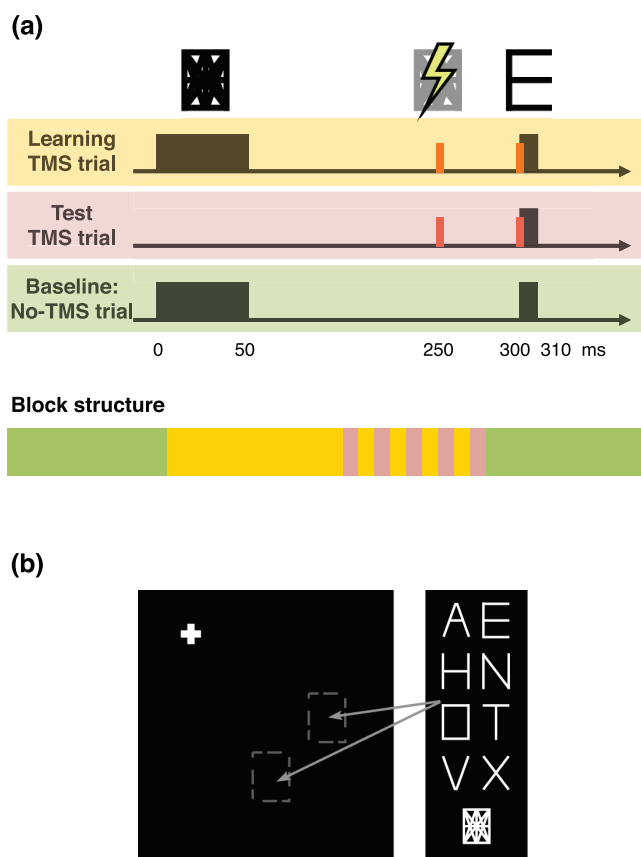 (a)
E
Learning
TMS trial
Test
TMS trial
Baseline:
No-TMS trial
0 50 250 300 310 ms
Block structure
(b)
A E
H N
O T
V X